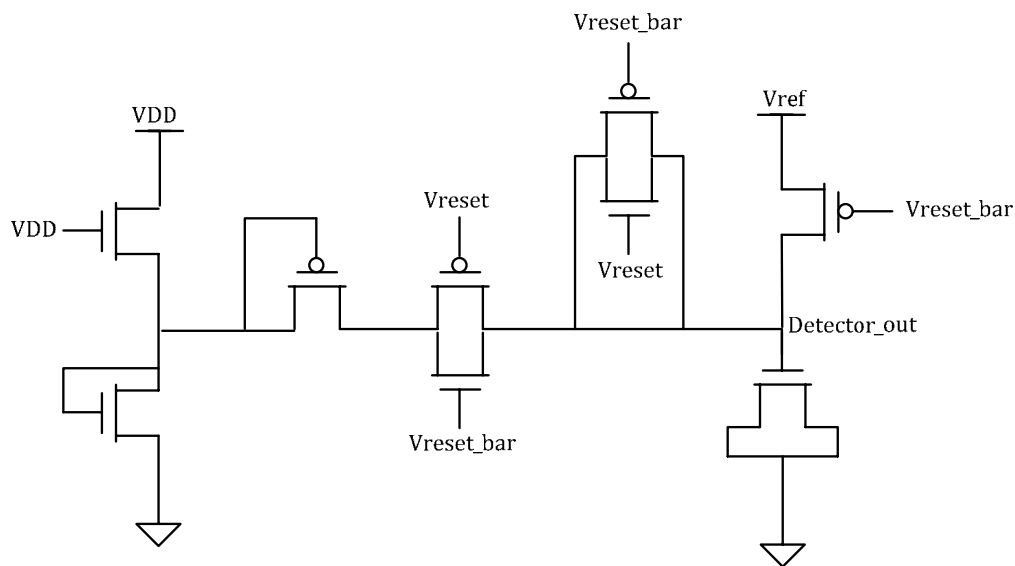 Vreset_bar
Vref
VDD
Vreset
VDD
Vreset_bar
Vreset
Detector_out
Vreset_bar